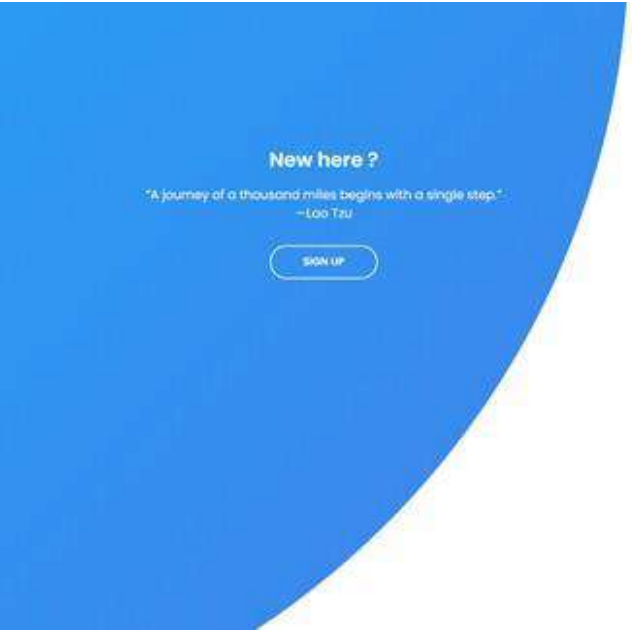 New here ?
"A journey of a thousand miles begins with a single step."
—Lao Tzu
SIGN UP